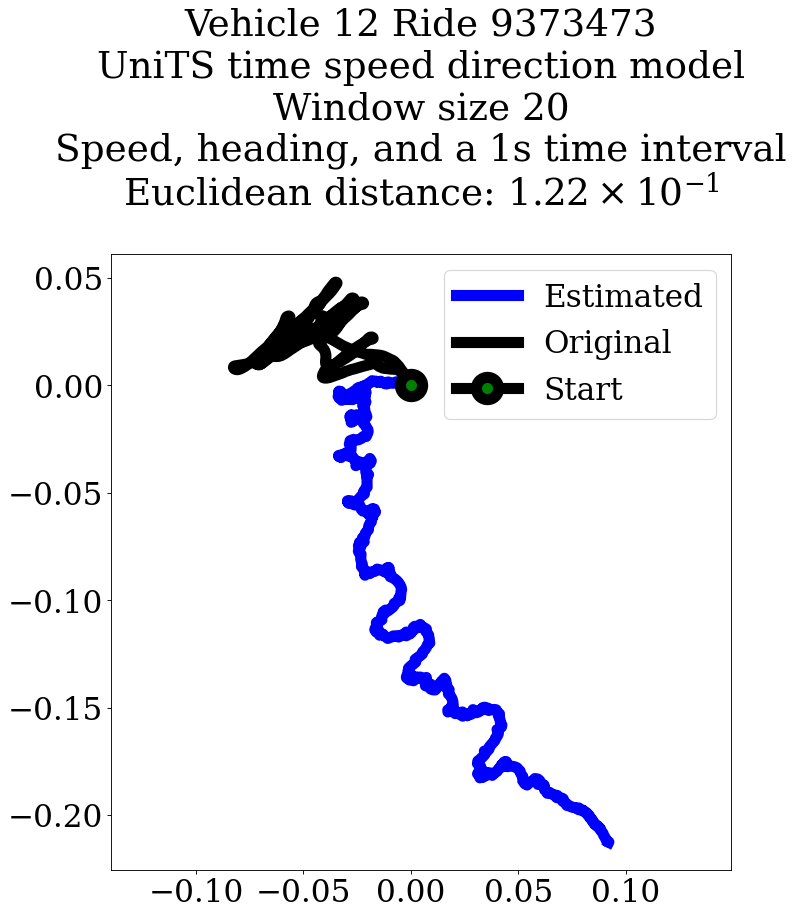 Vehicle 12 Ride 9373473
UniTS time speed direction model
Window size 20
Speed, heading, and a 1s time interval
Euclidean distance: 1.22 × 10⁻¹
Estimated
Original
Start
0.05
0.00
−0.05
−0.10
−0.15
−0.20
−0.10 −0.05 0.00 0.05 0.10